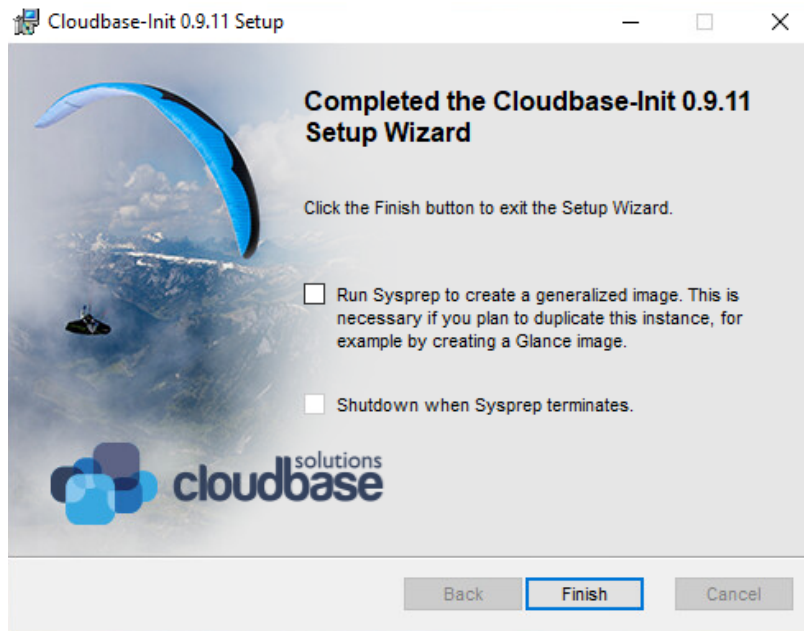 Cloudbase-Init 0.9.11 Setup
Completed the Cloudbase-Init 0.9.11
Setup Wizard
Click the Finish button to exit the Setup Wizard.
Run Sysprep to create a generalized image. This is
necessary if you plan to duplicate this instance, for
example by creating a Glance image.
Shutdown when Sysprep terminates.
solutions
cloudbase
Back
Finish
Cancel